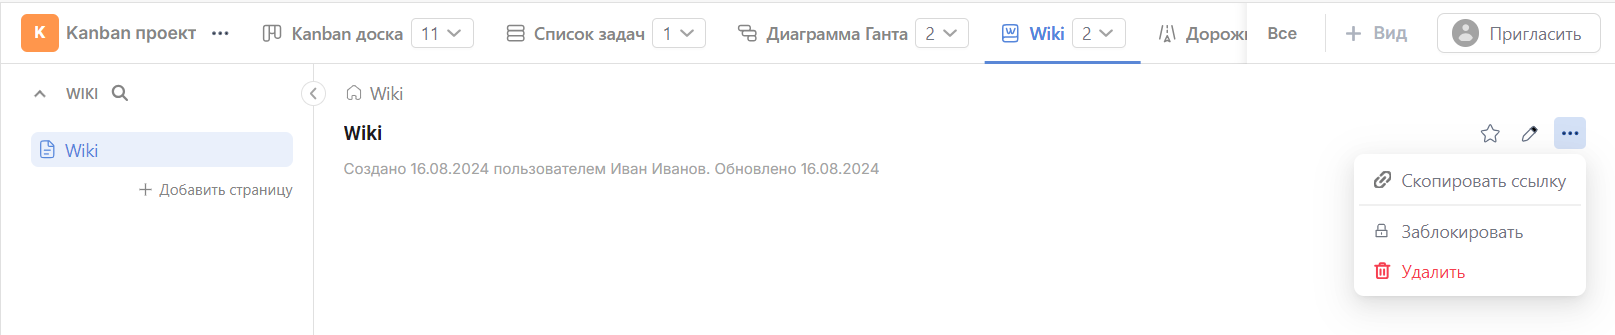 K Kanban проект Kanban доска 11 Список задач 1 Диаграмма Ганта 2 Wiki 2 Все Вид Пригласить
WIKI
Wiki
Wiki
Wiki
Создано 16.08.2024 пользователем Иван Иванов. Обновлено 16.08.2024
Добавить страницу
Скопировать ссылку
Заблокировать
Удалить